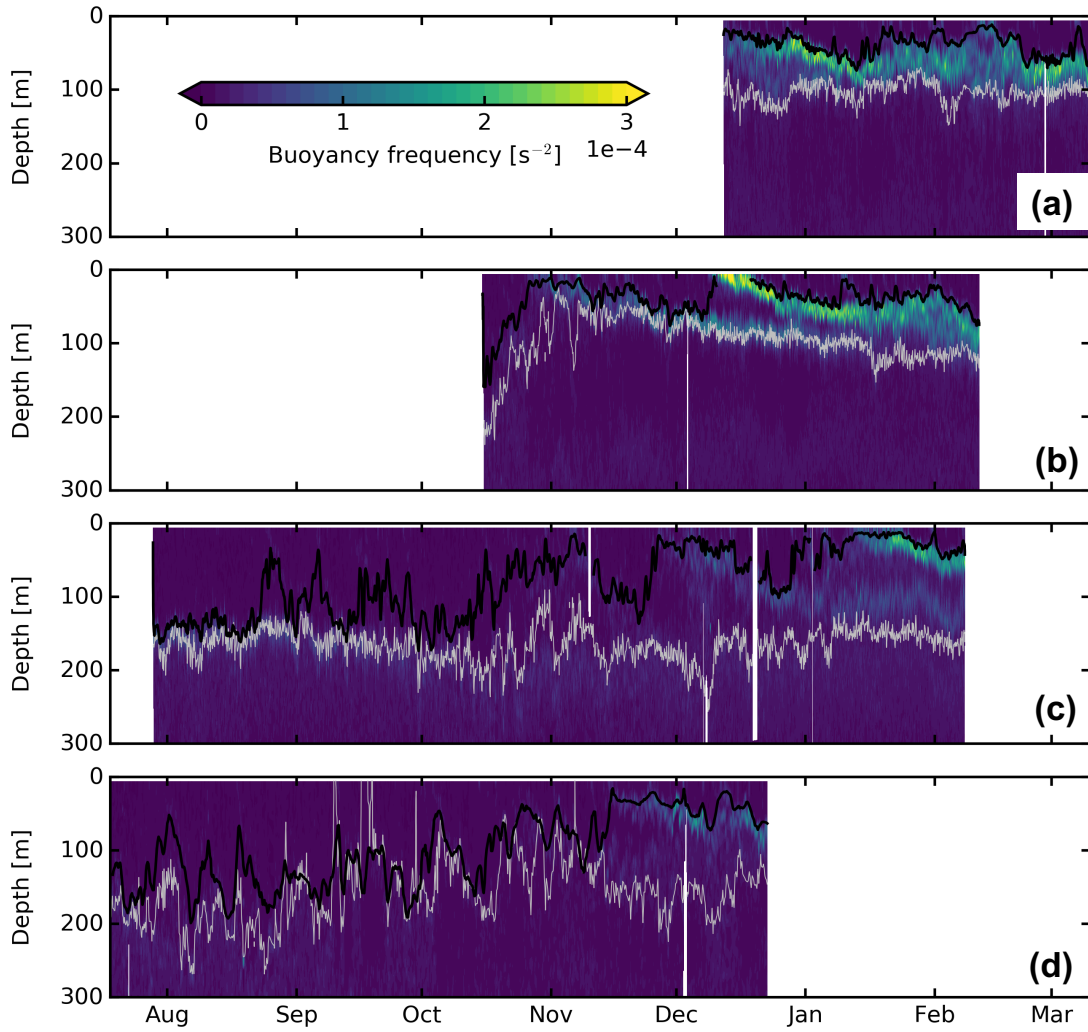 0
100
200
300
Depth [m]
0 1 2 3
Buoyancy frequency [s⁻²] 1e−4
(a)
0
100
200
300
Depth [m]
(b)
0
100
200
300
Depth [m]
(c)
0
100
200
300
Depth [m]
(d)
Aug Sep Oct Nov Dec Jan Feb Mar